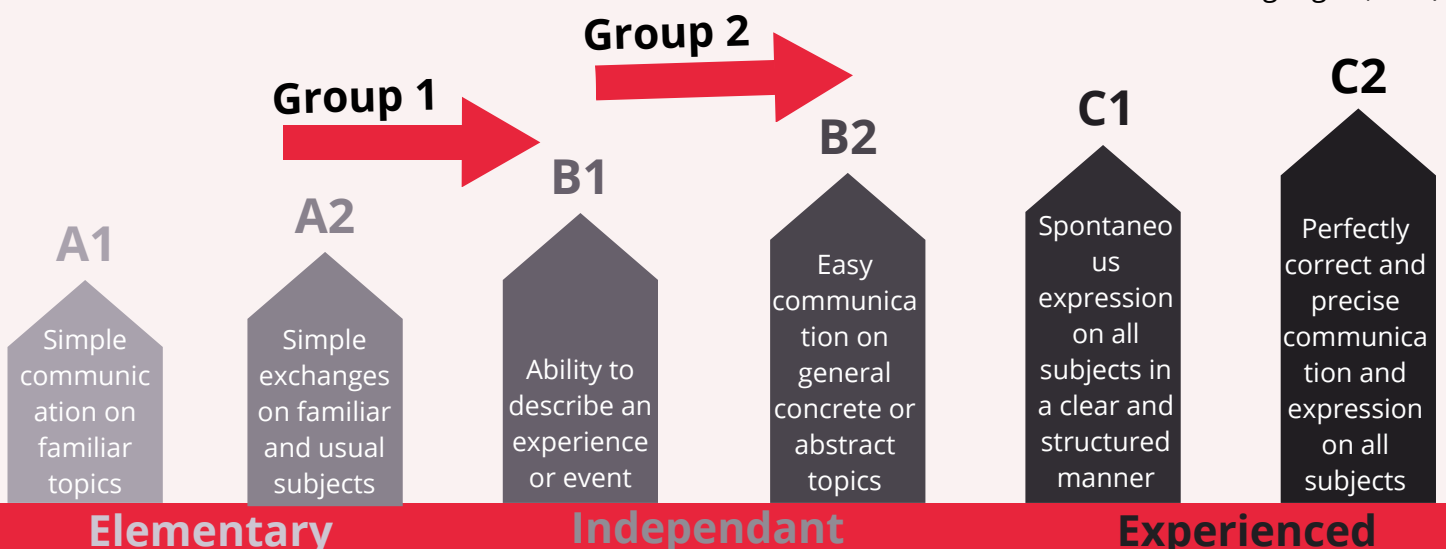 Group 1
Group 2
A1
Simple
communic
ation on
familiar
topics
A2
Simple
exchanges
on familiar
and usual
subjects
B1
Ability to
describe an
experience
or event
B2
Easy
communica
tion on
general
concrete or
abstract
topics
C1
Spontaneo
us
expression
on all
subjects in
a clear and
structured
manner
C2
Perfectly
correct and
precise
communica
tion and
expression
on all
subjects
Elementary
Independant
Experienced